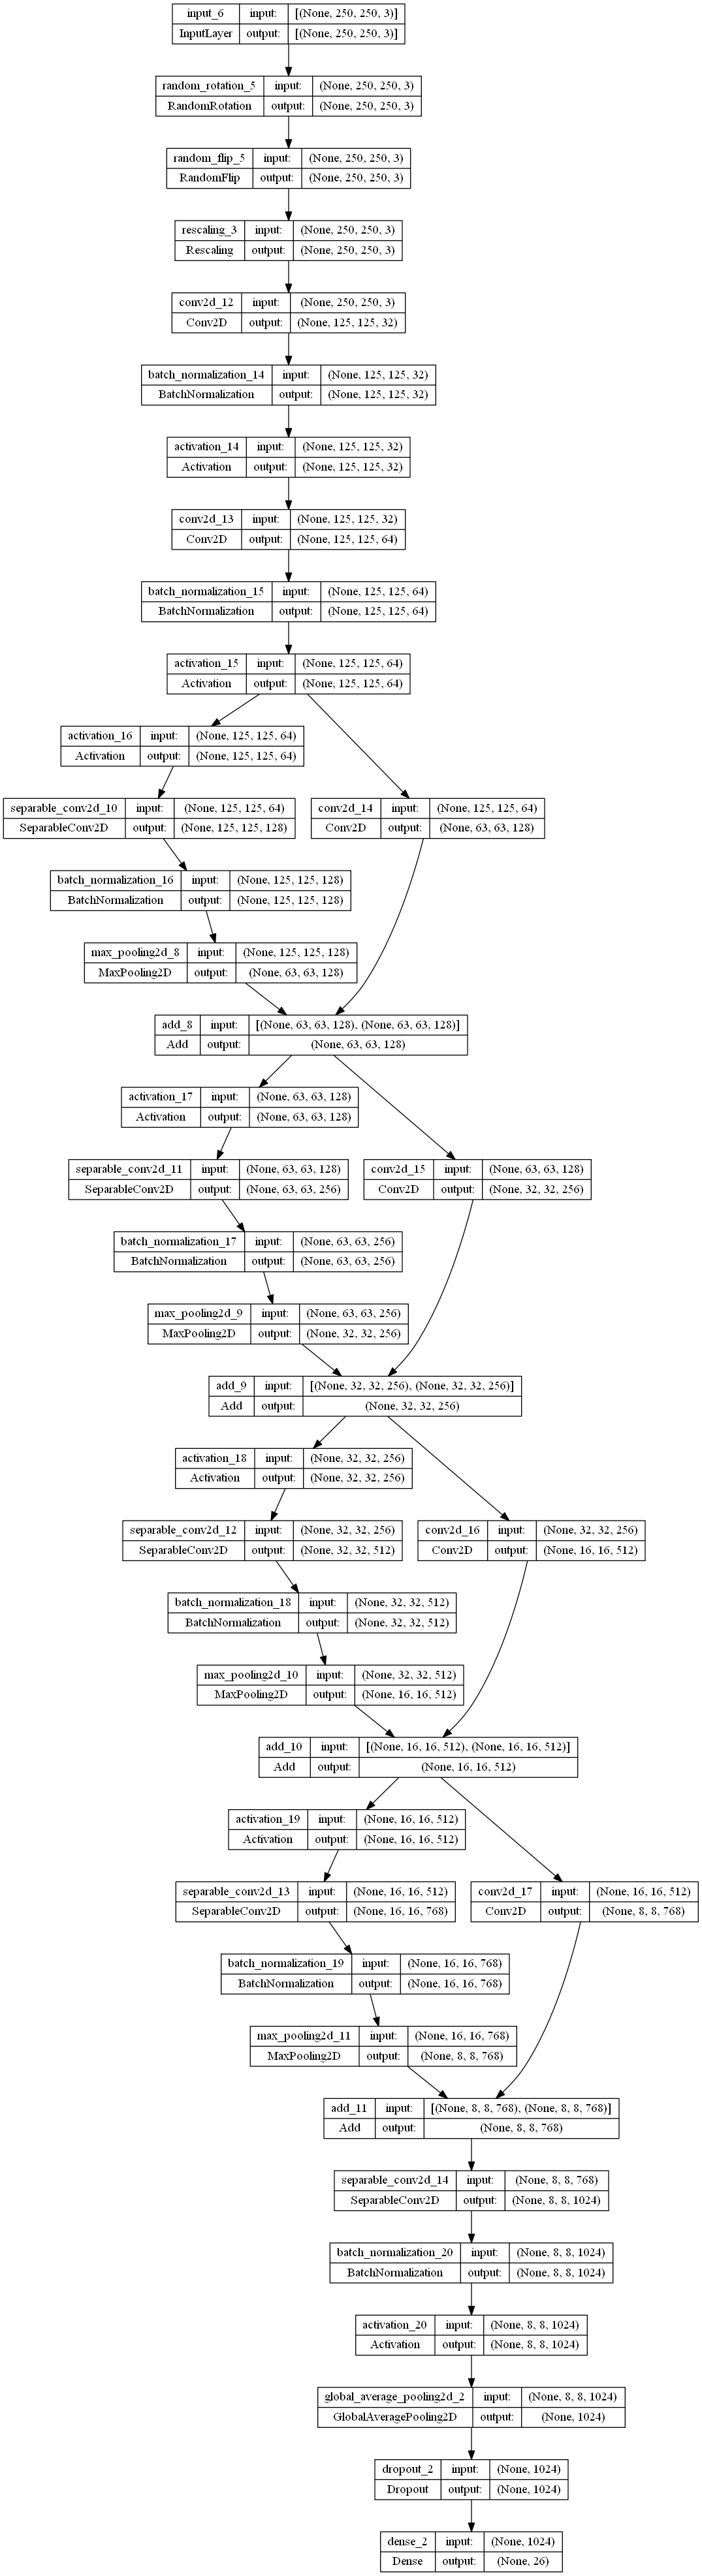 input_6 input: [(None, 250, 250, 3)]
InputLayer output: [(None, 250, 250, 3)]
random_rotation_5 input: (None, 250, 250, 3)
RandomRotation output: (None, 250, 250, 3)
random_flip_5 input: (None, 250, 250, 3)
RandomFlip output: (None, 250, 250, 3)
rescaling_3 input: (None, 250, 250, 3)
Rescaling output: (None, 250, 250, 3)
conv2d_12 input: (None, 250, 250, 3)
Conv2D output: (None, 125, 125, 32)
batch_normalization_14 input: (None, 125, 125, 32)
BatchNormalization output: (None, 125, 125, 32)
activation_14 input: (None, 125, 125, 32)
Activation output: (None, 125, 125, 32)
conv2d_13 input: (None, 125, 125, 32)
Conv2D output: (None, 125, 125, 64)
batch_normalization_15 input: (None, 125, 125, 64)
BatchNormalization output: (None, 125, 125, 64)
activation_15 input: (None, 125, 125, 64)
Activation output: (None, 125, 125, 64)
activation_16 input: (None, 125, 125, 64)
Activation output: (None, 125, 125, 64)
separable_conv2d_10 input: (None, 125, 125, 64)
SeparableConv2D output: (None, 125, 125, 128)
conv2d_14 input: (None, 125, 125, 64)
Conv2D output: (None, 63, 63, 128)
batch_normalization_16 input: (None, 125, 125, 128)
BatchNormalization output: (None, 125, 125, 128)
max_pooling2d_8 input: (None, 125, 125, 128)
MaxPooling2D output: (None, 63, 63, 128)
add_8 input: [(None, 63, 63, 128), (None, 63, 63, 128)]
Add output: (None, 63, 63, 128)
activation_17 input: (None, 63, 63, 128)
Activation output: (None, 63, 63, 128)
separable_conv2d_11 input: (None, 63, 63, 128)
SeparableConv2D output: (None, 63, 63, 256)
conv2d_15 input: (None, 63, 63, 128)
Conv2D output: (None, 32, 32, 256)
batch_normalization_17 input: (None, 63, 63, 256)
BatchNormalization output: (None, 63, 63, 256)
max_pooling2d_9 input: (None, 63, 63, 256)
MaxPooling2D output: (None, 32, 32, 256)
add_9 input: [(None, 32, 32, 256), (None, 32, 32, 256)]
Add output: (None, 32, 32, 256)
activation_18 input: (None, 32, 32, 256)
Activation output: (None, 32, 32, 256)
separable_conv2d_12 input: (None, 32, 32, 256)
SeparableConv2D output: (None, 32, 32, 512)
conv2d_16 input: (None, 32, 32, 256)
Conv2D output: (None, 16, 16, 512)
batch_normalization_18 input: (None, 32, 32, 512)
BatchNormalization output: (None, 32, 32, 512)
max_pooling2d_10 input: (None, 32, 32, 512)
MaxPooling2D output: (None, 16, 16, 512)
add_10 input: [(None, 16, 16, 512), (None, 16, 16, 512)]
Add output: (None, 16, 16, 512)
activation_19 input: (None, 16, 16, 512)
Activation output: (None, 16, 16, 512)
separable_conv2d_13 input: (None, 16, 16, 512)
SeparableConv2D output: (None, 16, 16, 768)
conv2d_17 input: (None, 16, 16, 512)
Conv2D output: (None, 8, 8, 768)
batch_normalization_19 input: (None, 16, 16, 768)
BatchNormalization output: (None, 16, 16, 768)
max_pooling2d_11 input: (None, 16, 16, 768)
MaxPooling2D output: (None, 8, 8, 768)
add_11 input: [(None, 8, 8, 768), (None, 8, 8, 768)]
Add output: (None, 8, 8, 768)
separable_conv2d_14 input: (None, 8, 8, 768)
SeparableConv2D output: (None, 8, 8, 1024)
batch_normalization_20 input: (None, 8, 8, 1024)
BatchNormalization output: (None, 8, 8, 1024)
activation_20 input: (None, 8, 8, 1024)
Activation output: (None, 8, 8, 1024)
global_average_pooling2d_2 input: (None, 8, 8, 1024)
GlobalAveragePooling2D output: (None, 1024)
dropout_2 input: (None, 1024)
Dropout output: (None, 1024)
dense_2 input: (None, 1024)
Dense output: (None, 26)